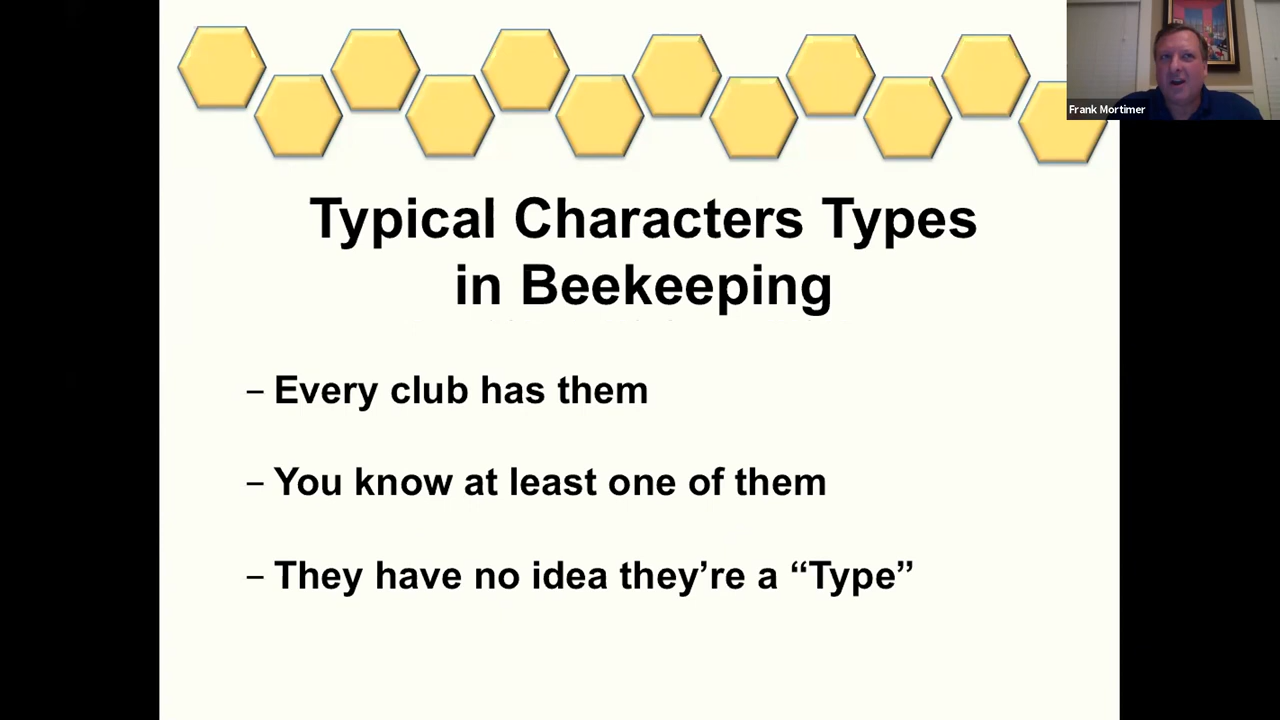 Frank Mortimer
Typical Characters Types
in Beekeeping
– Every club has them
– You know at least one of them
– They have no idea they’re a “Type”